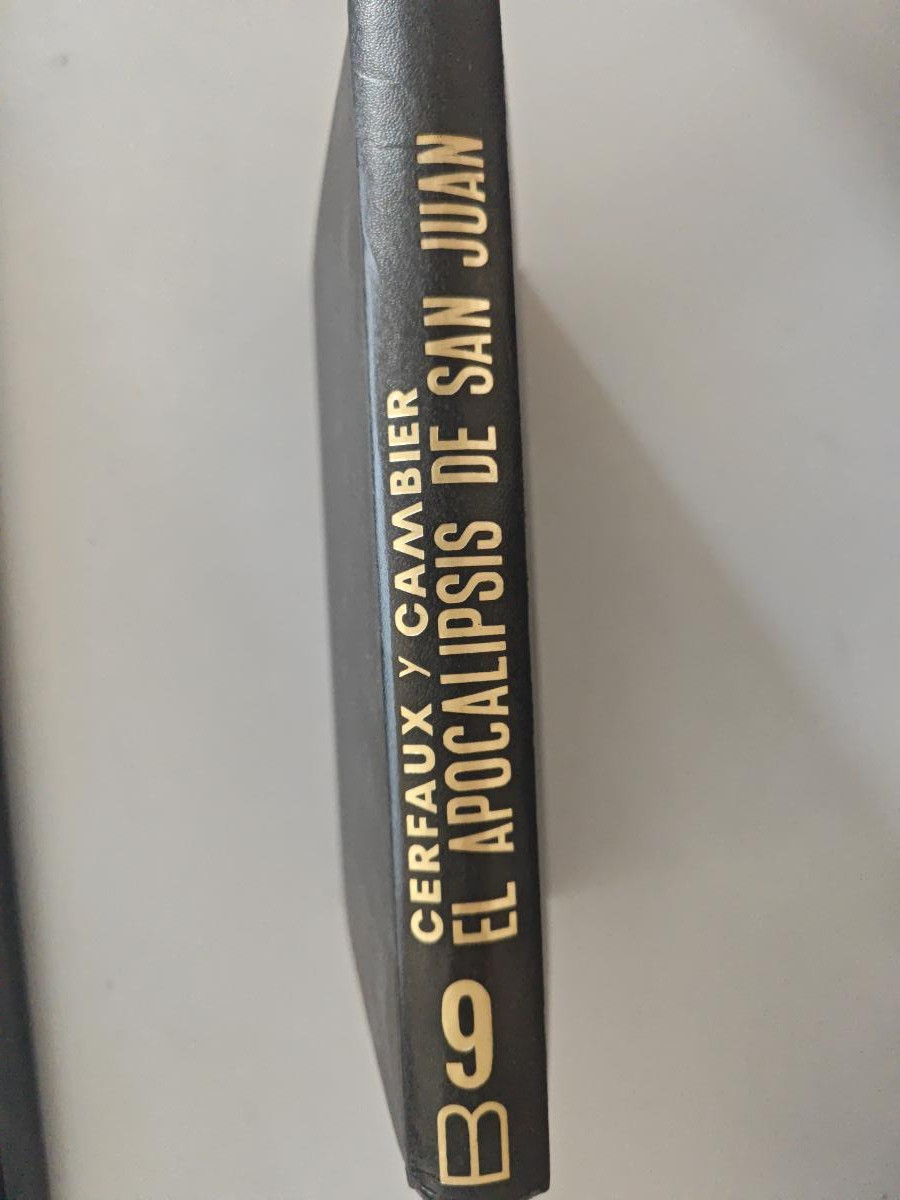 CERFAUX y CAMBIER
EL APOCALIPSIS DE SAN JUAN
B 9